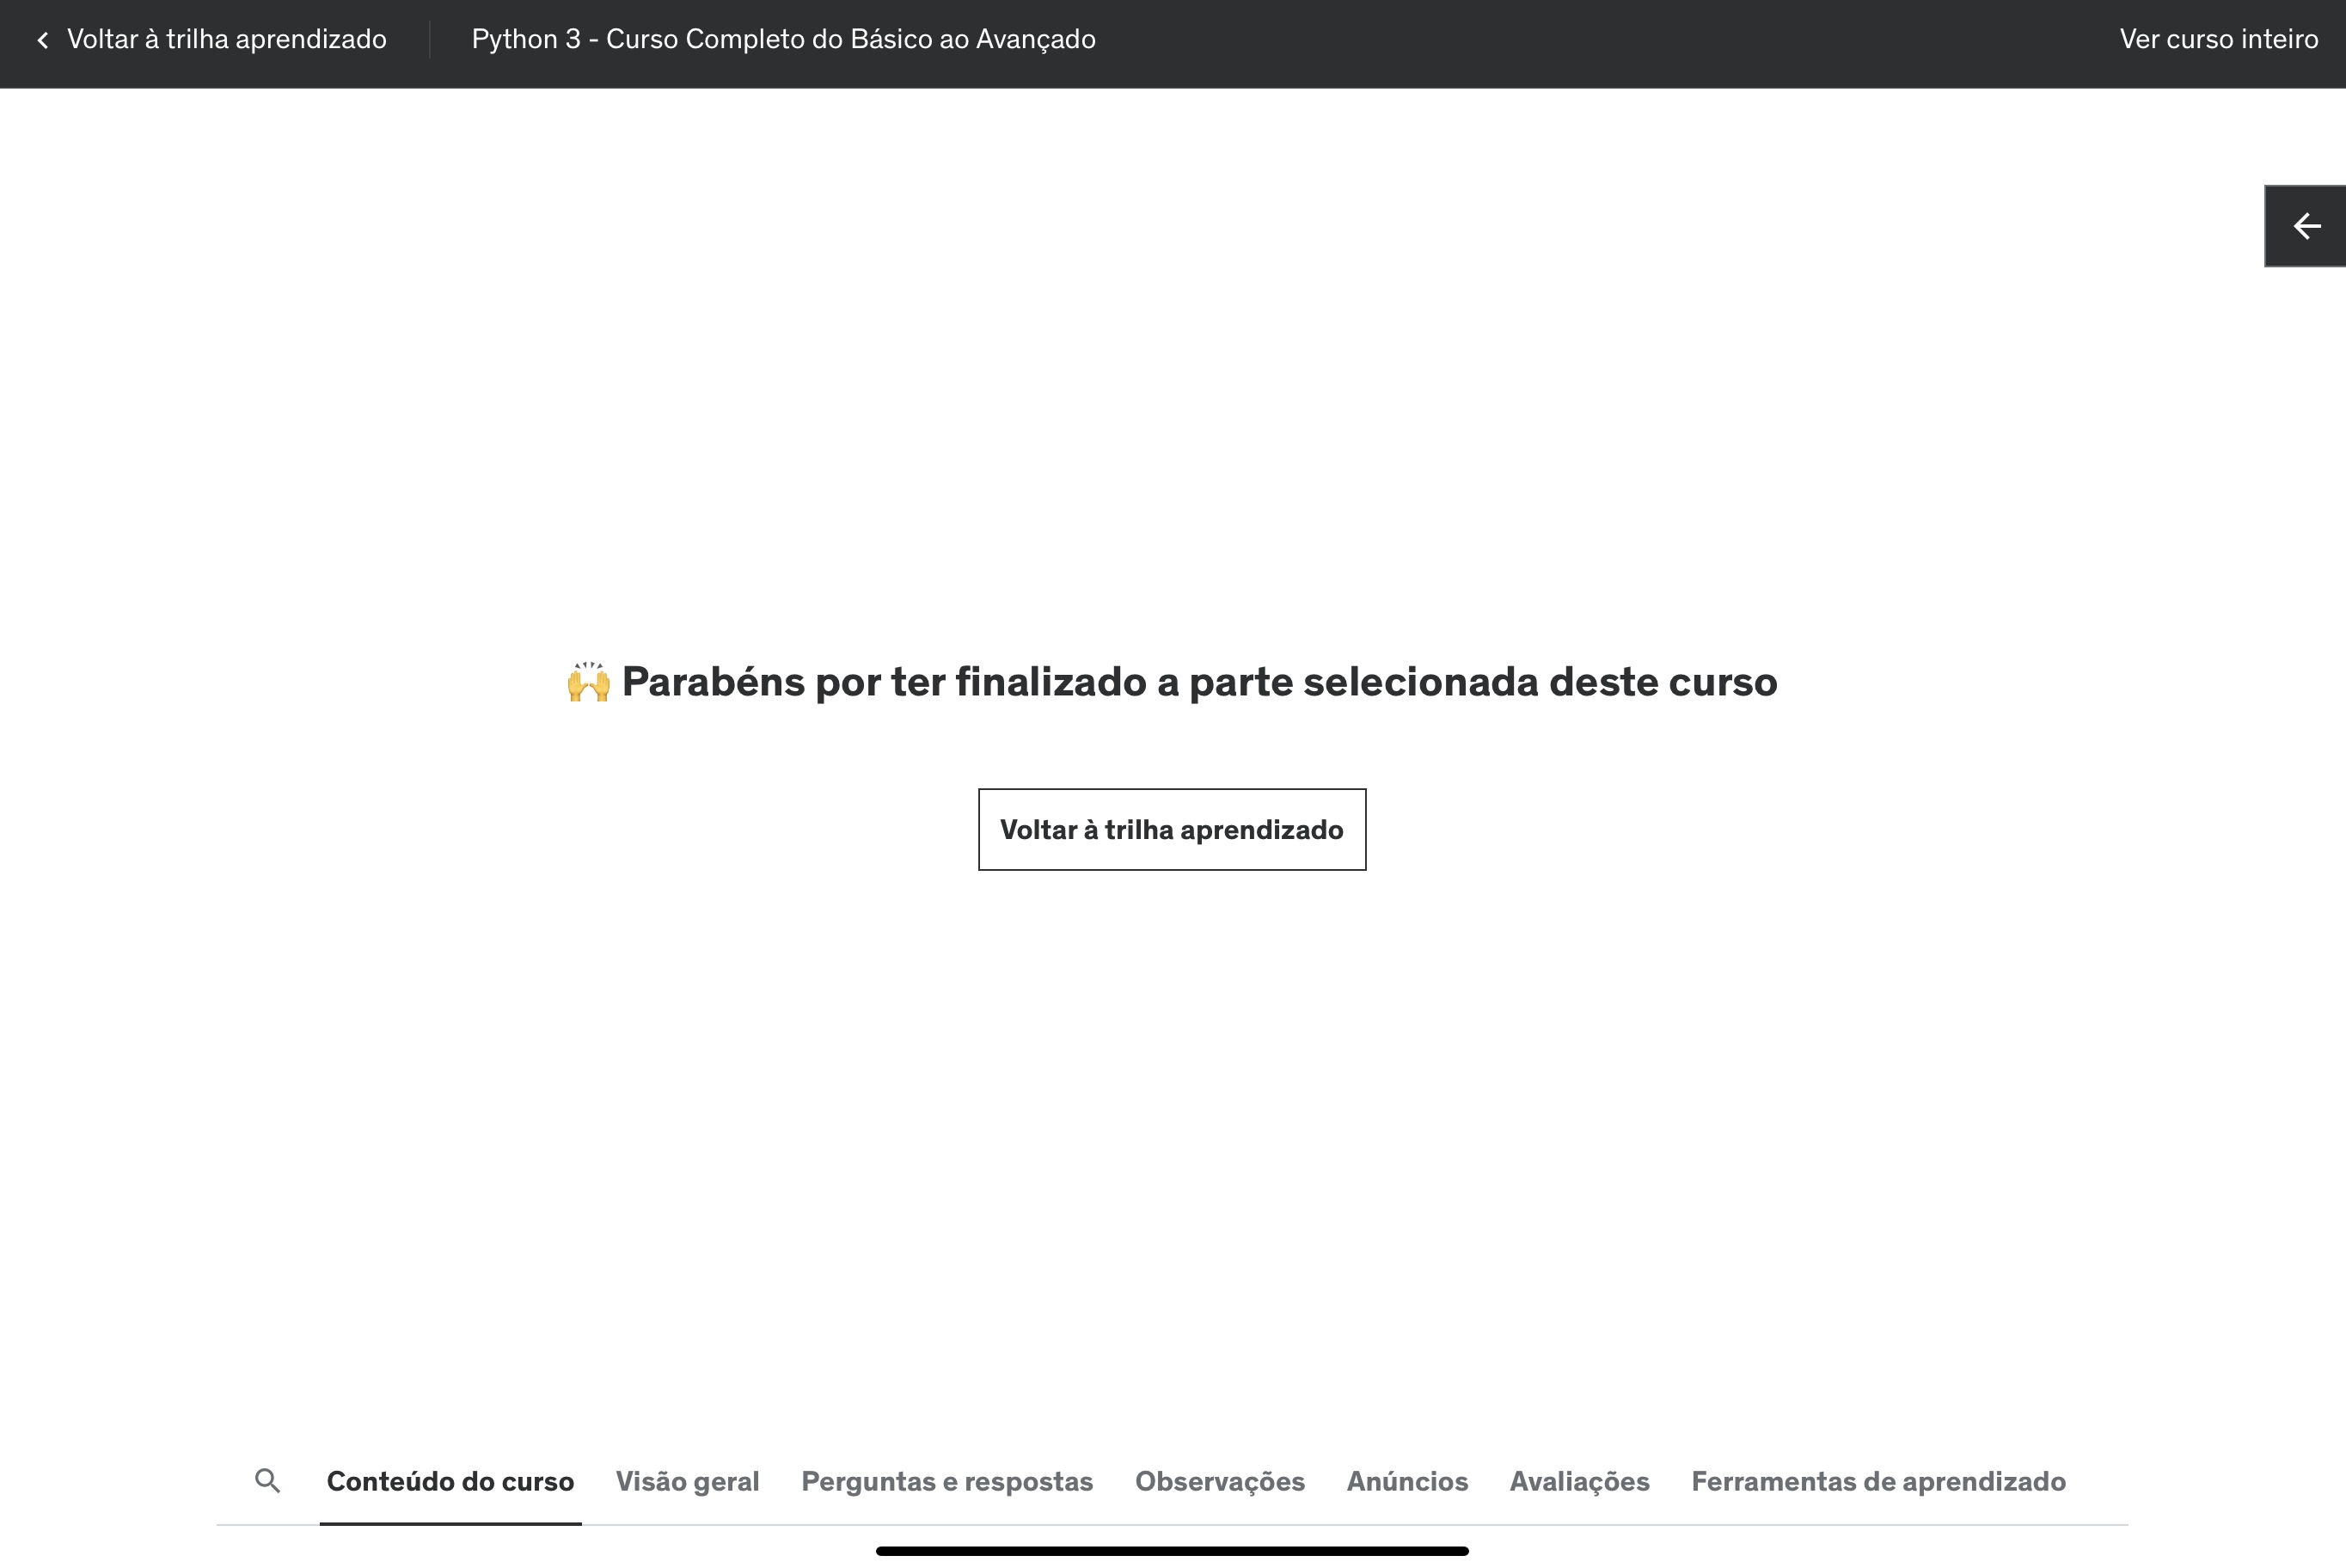 Voltar à trilha aprendizado
Python 3 - Curso Completo do Básico ao Avançado
Ver curso inteiro
🙌 Parabéns por ter finalizado a parte selecionada deste curso
Voltar à trilha aprendizado
Conteúdo do curso Visão geral Perguntas e respostas Observações Anúncios Avaliações Ferramentas de aprendizado